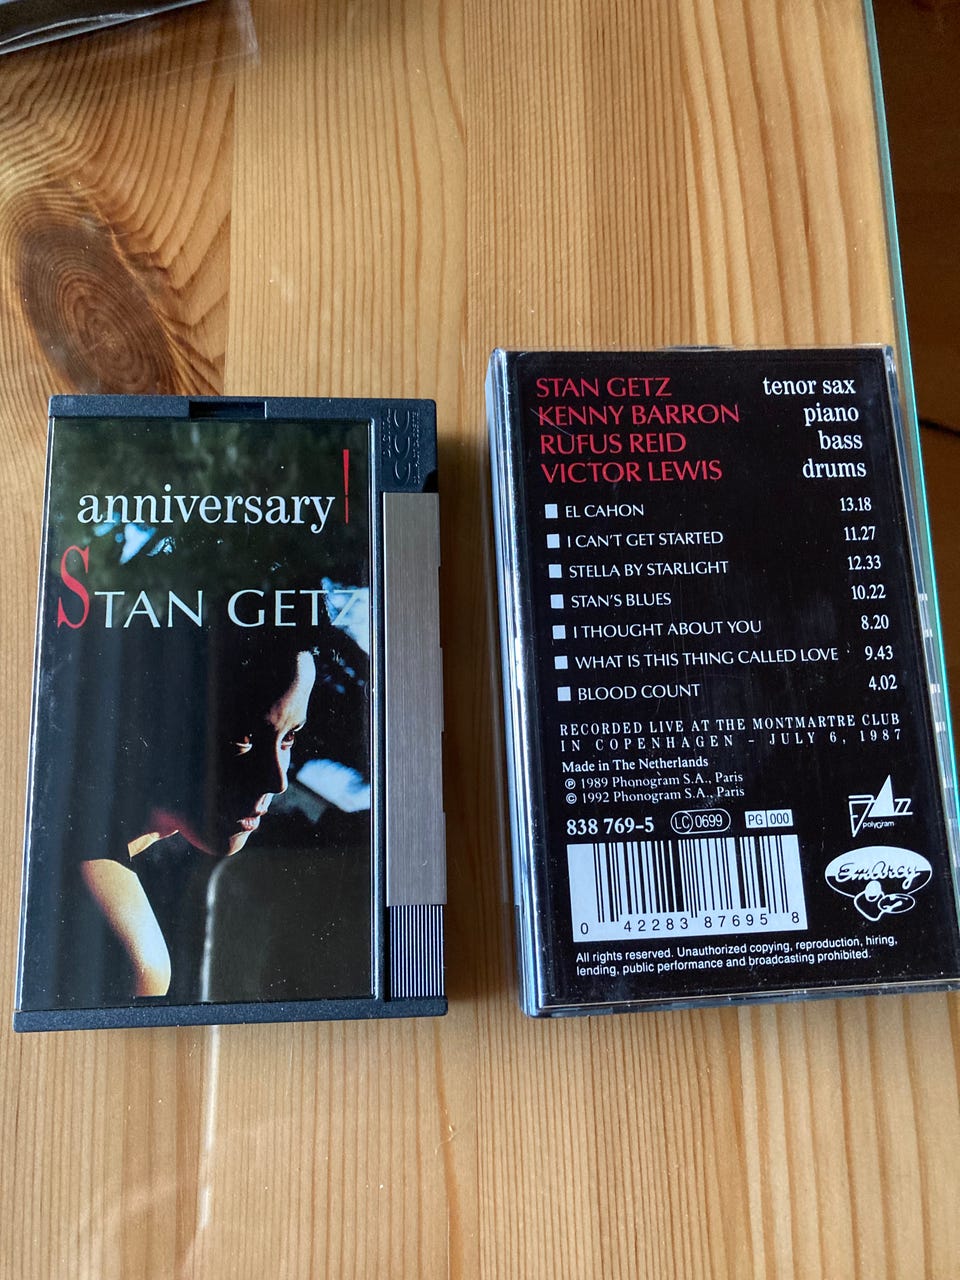 anniversary!
STAN GETZ
DCC
STAN GETZ tenor sax
KENNY BARRON piano
RUFUS REID bass
VICTOR LEWIS drums
EL CAHON 13.18
I CAN'T GET STARTED 11.27
STELLA BY STARLIGHT 12.33
STAN'S BLUES 10.22
I THOUGHT ABOUT YOU 8.20
WHAT IS THIS THING CALLED LOVE 9.43
BLOOD COUNT 4.02
RECORDED LIVE AT THE MONTMARTRE CLUB
IN COPENHAGEN - JULY 6, 1987
Made in The Netherlands
℗ 1989 Phonogram S.A., Paris
© 1992 Phonogram S.A., Paris
838 769-5 LC 0699 PG 000
JAZZ
polygram
EmArcy
0 42283 87695 8
All rights reserved. Unauthorized copying, reproduction, hiring,
lending, public performance and broadcasting prohibited.